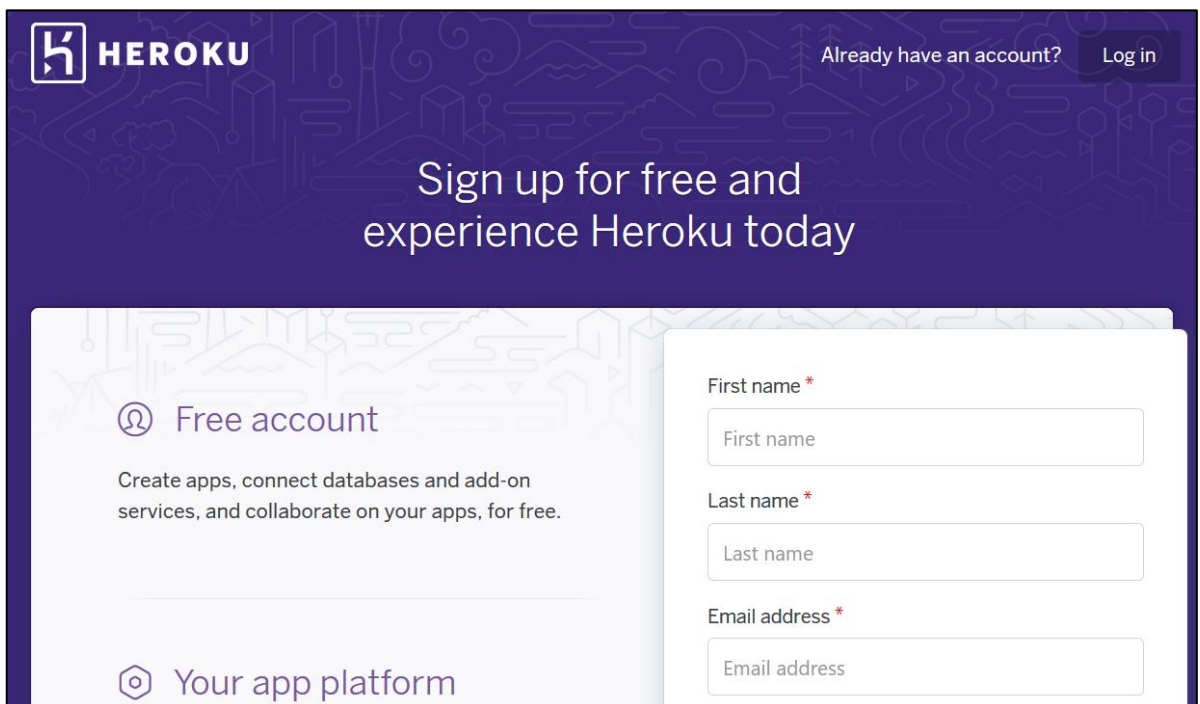 HEROKU
Already have an account?
Log in
Sign up for free and
experience Heroku today
Free account
Create apps, connect databases and add-on
services, and collaborate on your apps, for free.
Your app platform
First name *
First name
Last name *
Last name
Email address *
Email address